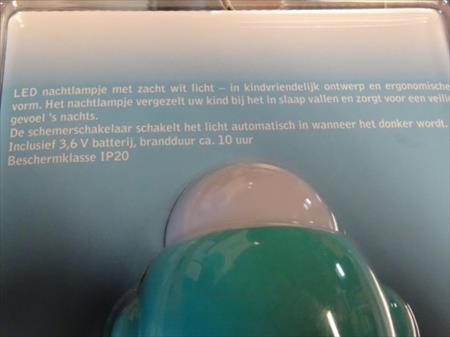 LED nachtlampje met zacht wit licht – in kindvriendelijk ontwerp en ergonomische
vorm. Het nachtlampje vergezelt uw kind bij het in slaap vallen en zorgt voor een veilig
gevoel 's nachts.
De schemerschakelaar schakelt het licht automatisch in wanneer het donker wordt.
Inclusief 3,6 V batterij, brandduur ca. 10 uur
Beschermklasse IP20